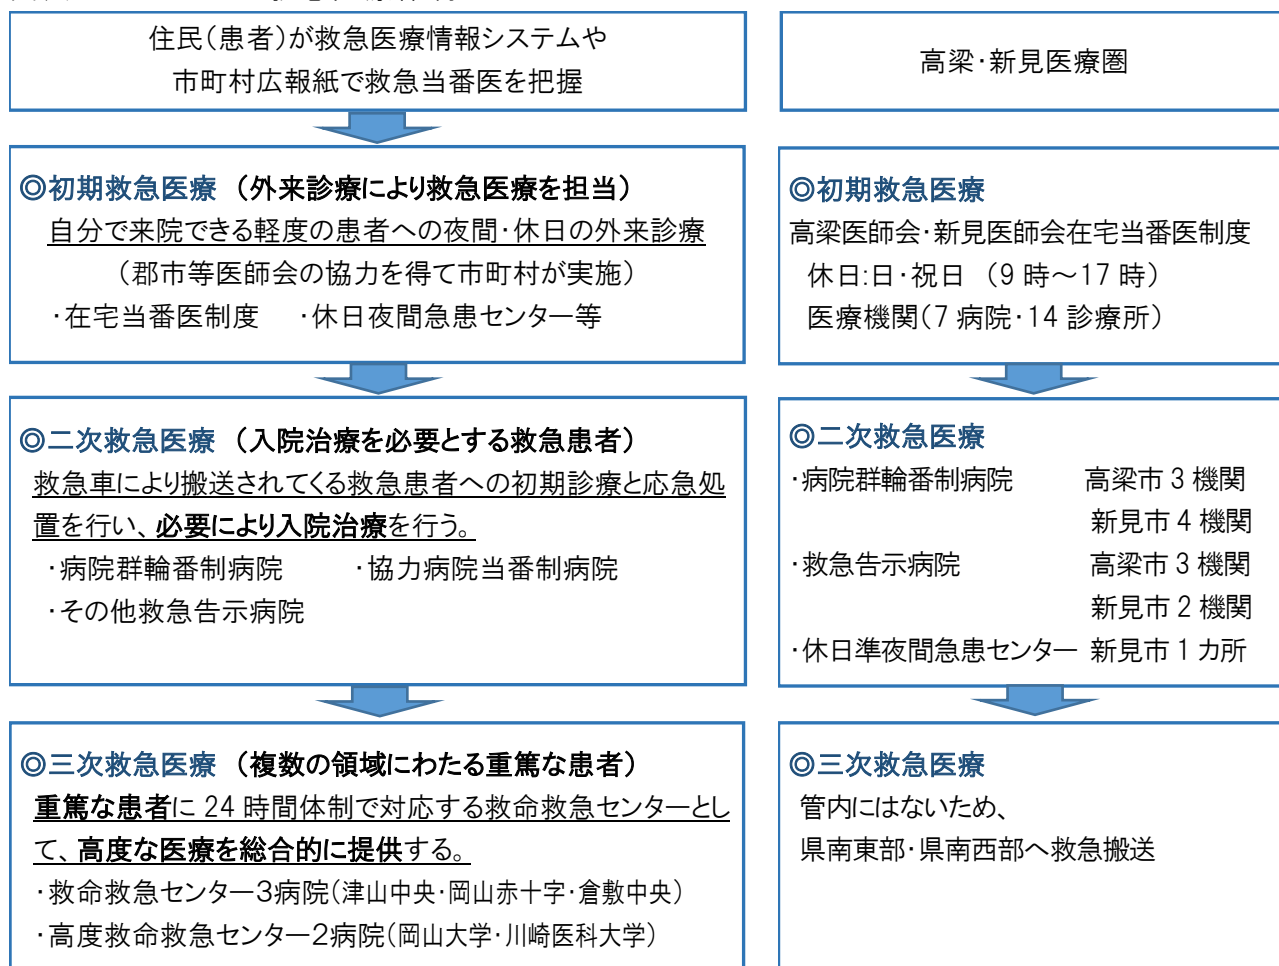 住民(患者)が救急医療情報システムや
市町村広報紙で救急当番医を把握
高梁・新見医療圏
◎初期救急医療 (外来診療により救急医療を担当)
自分で来院できる軽度の患者への夜間・休日の外来診療
(郡市等医師会の協力を得て市町村が実施)
・在宅当番医制度 ・休日夜間急患センター等
◎初期救急医療
高梁医師会・新見医師会在宅当番医制度
休日:日・祝日 (9時～17時)
医療機関(7病院・14診療所)
◎二次救急医療 (入院治療を必要とする救急患者)
救急車により搬送されてくる救急患者への初期診療と応急処
置を行い、必要により入院治療を行う。
・病院群輪番制病院 ・協力病院当番制病院
・その他救急告示病院
◎二次救急医療
・病院群輪番制病院 高梁市3機関
新見市4機関
・救急告示病院 高梁市3機関
新見市2機関
・休日準夜間急患センター 新見市1カ所
◎三次救急医療 (複数の領域にわたる重篤な患者)
重篤な患者に24時間体制で対応する救命救急センターとし
て、高度な医療を総合的に提供する。
・救命救急センター3病院(津山中央・岡山赤十字・倉敷中央)
・高度救命救急センター2病院(岡山大学・川崎医科大学)
◎三次救急医療
管内にはないため、
県南東部・県南西部へ救急搬送